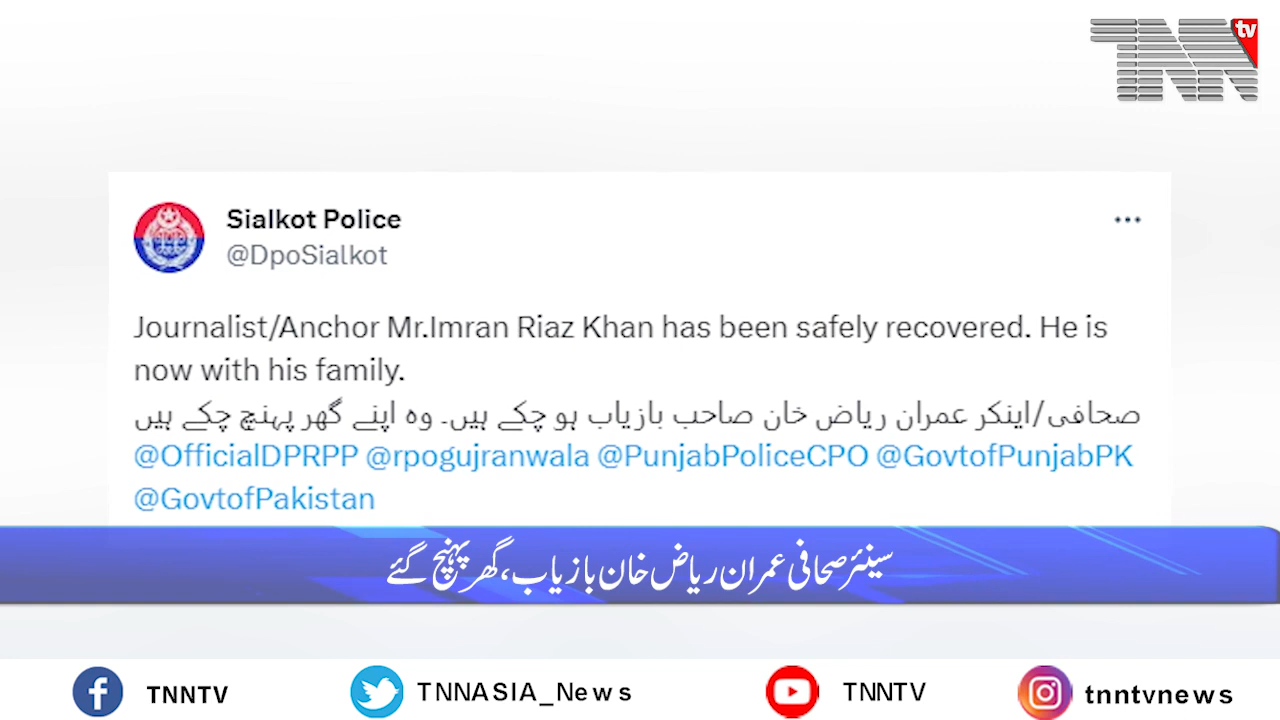 TNN tv
Sialkot Police
@DpoSialkot
Journalist/Anchor Mr.Imran Riaz Khan has been safely recovered. He is
now with his family.
صحافی/اینکر عمران ریاض خان صاحب بازیاب ہو چکے ہیں۔ وہ اپنے گھر پہنچ چکے ہیں
@OfficialDPRPP @rpogujranwala @PunjabPoliceCPO @GovtofPunjabPK
@GovtofPakistan
سینئر صحافی عمران ریاض خان بازیاب، گھر پہنچ گئے
TNNTV TNNASIA_News TNNTV tnntvnews